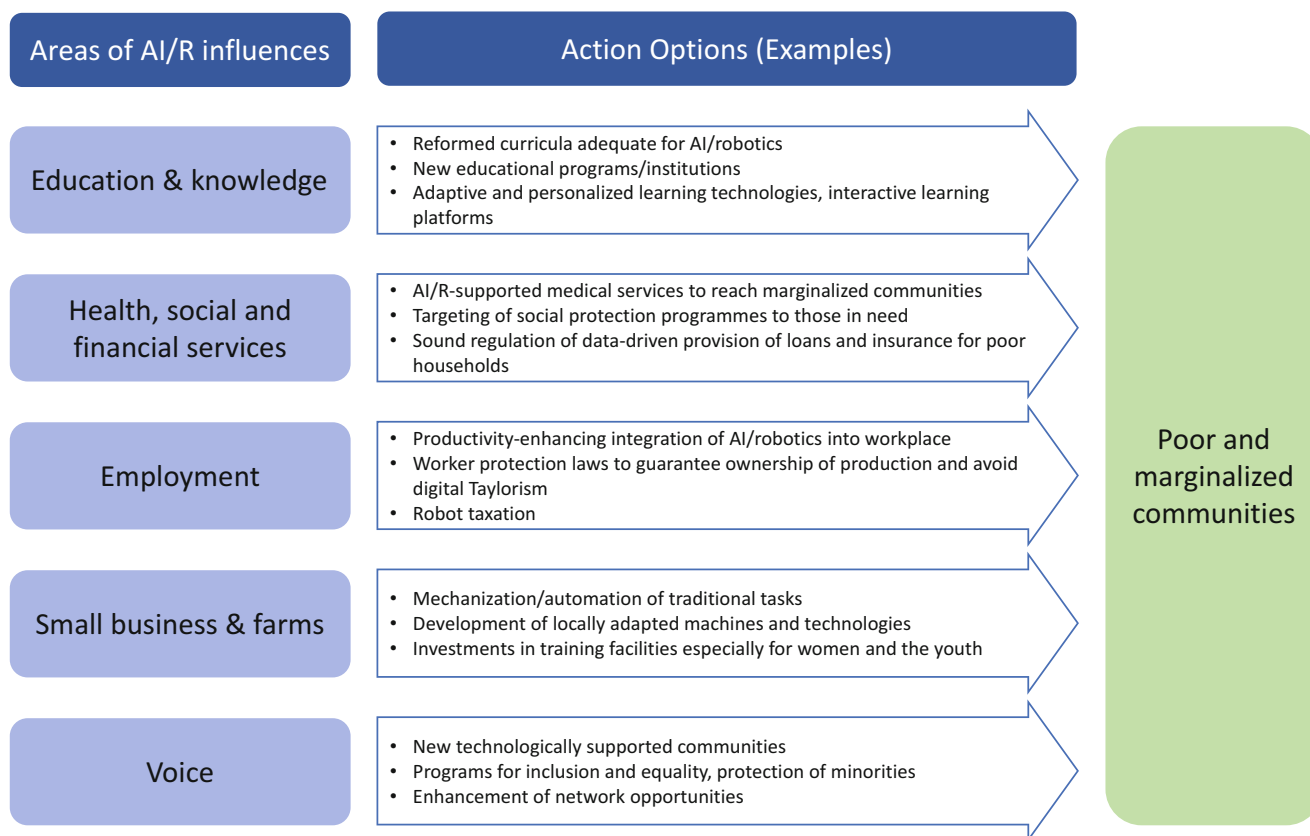 Areas of AI/R influences
Action Options (Examples)
Education & knowledge
• Reformed curricula adequate for AI/robotics
• New educational programs/institutions
• Adaptive and personalized learning technologies, interactive learning
platforms
Health, social and
financial services
• AI/R-supported medical services to reach marginalized communities
• Targeting of social protection programmes to those in need
• Sound regulation of data-driven provision of loans and insurance for poor
households
Employment
• Productivity-enhancing integration of AI/robotics into workplace
• Worker protection laws to guarantee ownership of production and avoid
digital Taylorism
• Robot taxation
Small business & farms
• Mechanization/automation of traditional tasks
• Development of locally adapted machines and technologies
• Investments in training facilities especially for women and the youth
Voice
• New technologically supported communities
• Programs for inclusion and equality, protection of minorities
• Enhancement of network opportunities
Poor and
marginalized
communities